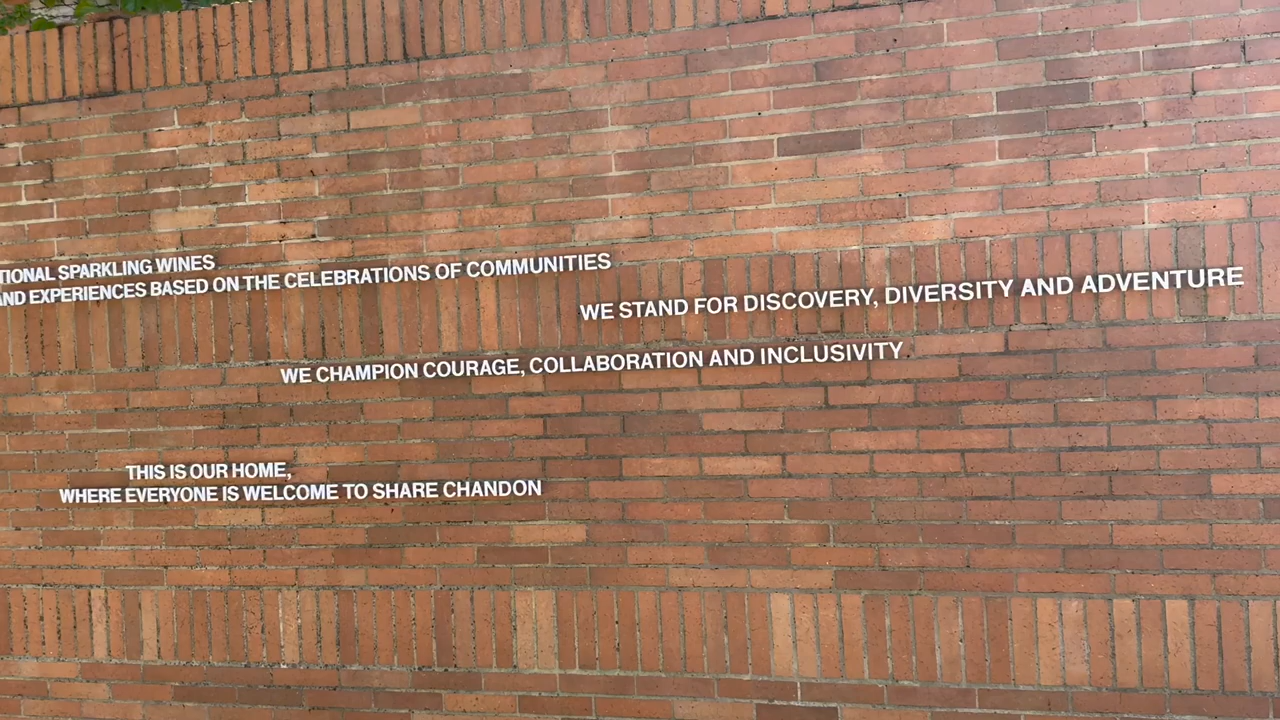 SPARKLING WINES
AND EXPERIENCES BASED ON THE CELEBRATIONS OF COMMUNITIES
WE STAND FOR DISCOVERY, DIVERSITY AND ADVENTURE
WE CHAMPION COURAGE, COLLABORATION AND INCLUSIVITY
THIS IS OUR HOME,
WHERE EVERYONE IS WELCOME TO SHARE CHANDON